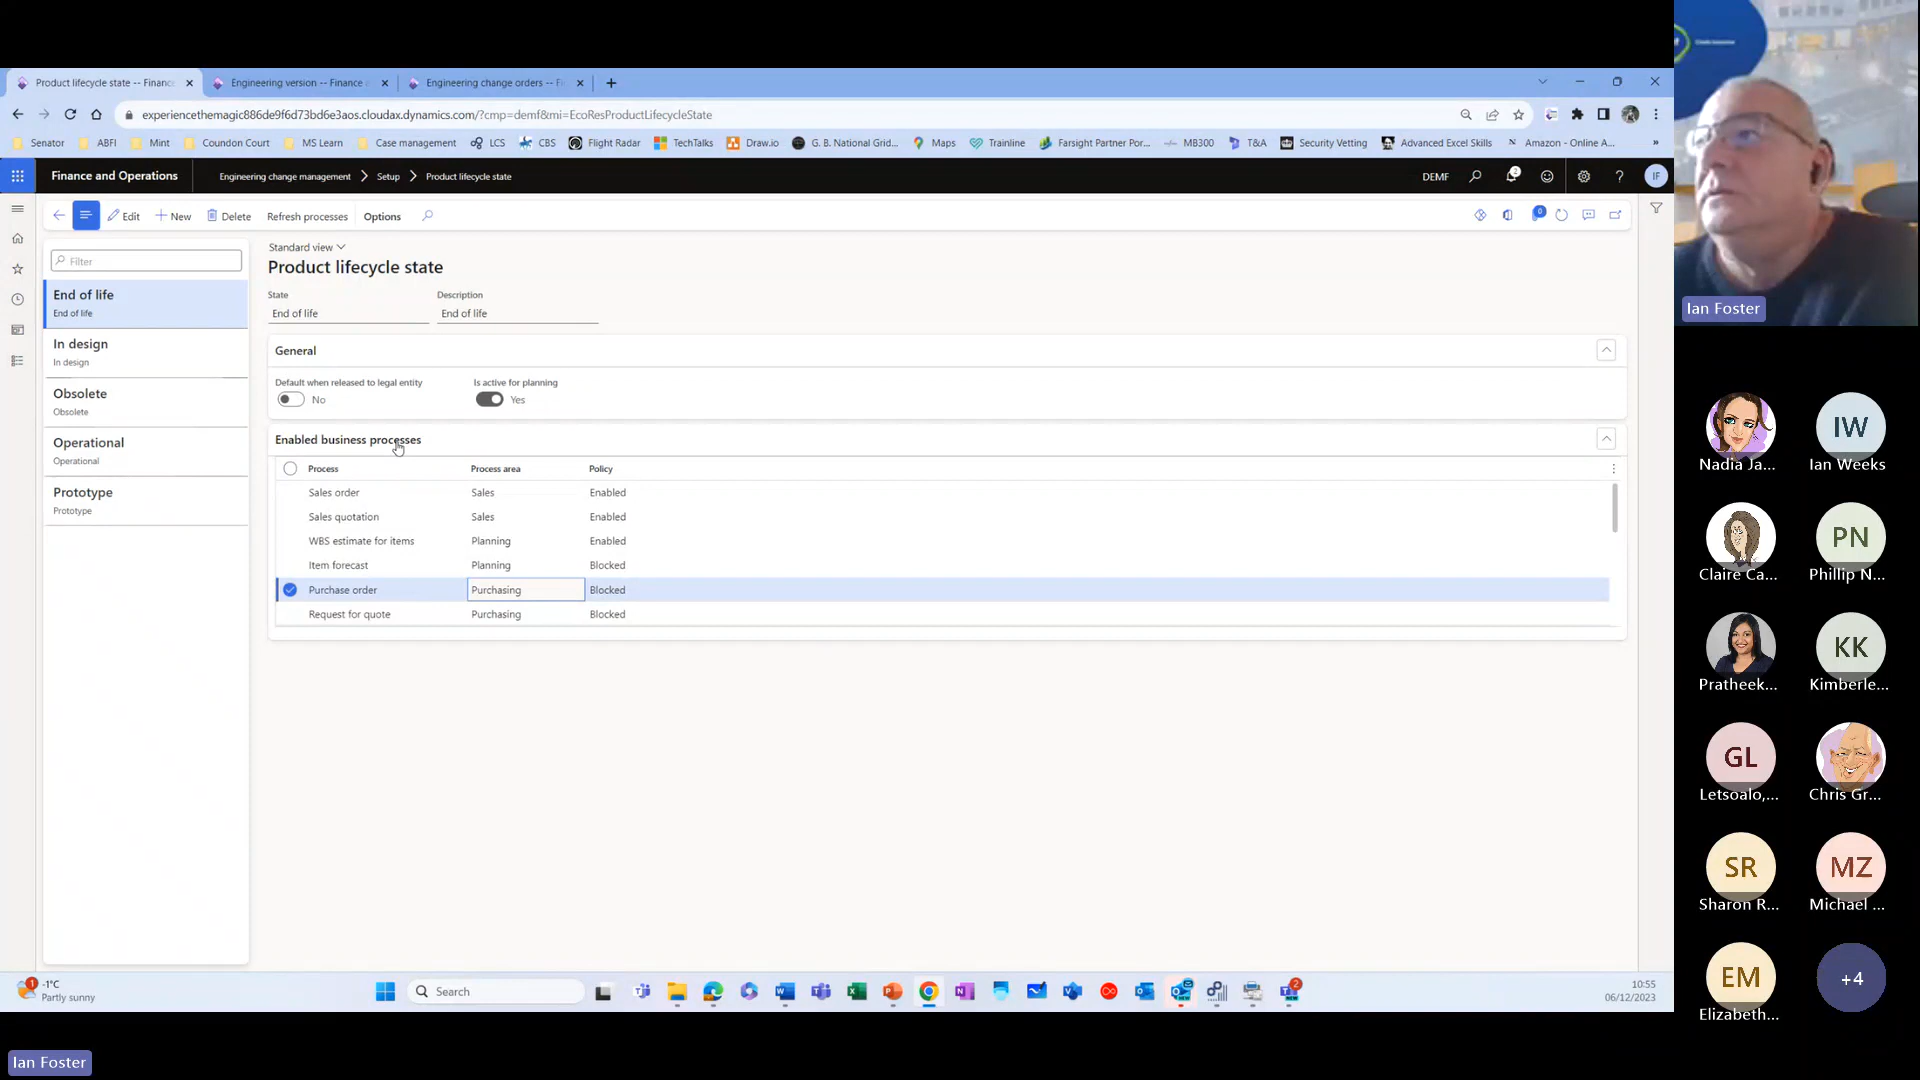 Product lifecycle state -- Finance
Engineering version -- Finance
Engineering change orders -- Fi
experiencethemagic886de9f6d73bd6e3aos.cloudax.dynamics.com/?cmp=demf&mi=EcoResProductLifecycleState
Senator
ABFI
Mint
Coundon Court
MS Learn
Case management
LCS
CBS
Flight Radar
TechTalks
Draw.io
G. B. National Grid...
Maps
Trainline
Farsight Partner Por...
MB300
T&A
Security Vetting
Advanced Excel Skills
Amazon - Online A...
»
Finance and Operations
Engineering change management
Setup
Product lifecycle state
DEMF
2
?
IF
Edit
New
Delete
Refresh processes
Options
0
Filter
End of life
End of life
In design
In design
Obsolete
Obsolete
Operational
Operational
Prototype
Prototype
Standard view
Product lifecycle state
State
Description
End of life
End of life
General
Default when released to legal entity
Is active for planning
No
Yes
Enabled business processes
Process Process area Policy
Sales order Sales Enabled
Sales quotation Sales Enabled
WBS estimate for items Planning Enabled
Item forecast Planning Blocked
Purchase order Purchasing Blocked
Request for quote Purchasing Blocked
1
-1°C
Partly sunny
Search
2
10:55
06/12/2023
Ian Foster
Nadia Ja...
IW
Ian Weeks
Claire Ca...
PN
Phillip N...
Pratheek...
KK
Kimberle...
GL
Letsoalo,...
Chris Gr...
SR
Sharon R...
MZ
Michael ...
EM
Elizabeth...
+4
Ian Foster